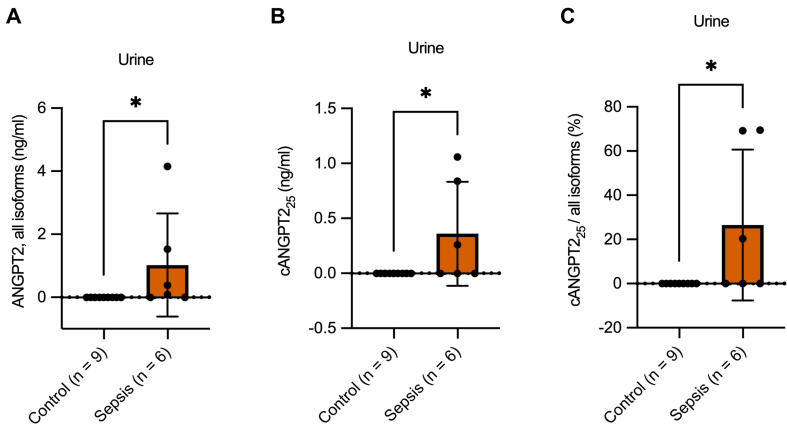 A
Urine
*
ANGPT2, all isoforms (ng/ml)
6
4
2
0
Control (n = 9)
Sepsis (n = 6)
B
Urine
*
cANGPT2₂₅ (ng/ml)
1.5
1.0
0.5
0.0
-0.5
Control (n = 9)
Sepsis (n = 6)
C
Urine
*
cANGPT2₂₅ / all isoforms (%)
80
60
40
20
0
-20
Control (n = 9)
Sepsis (n = 6)